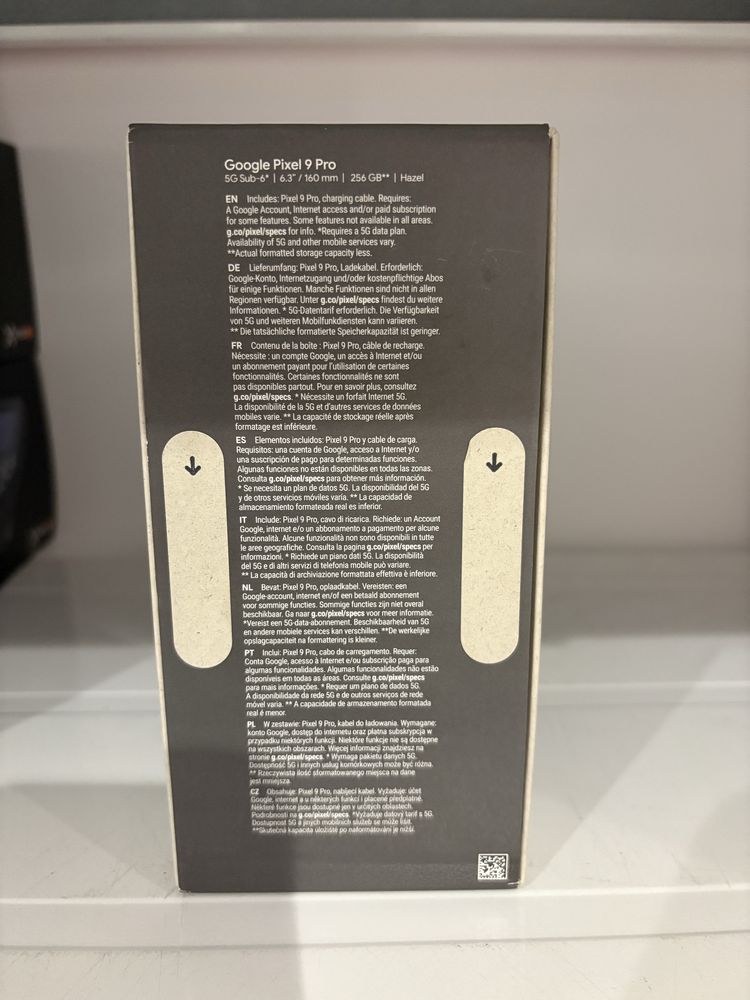 Google Pixel 9 Pro
5G Sub-6* | 6.3" / 160 mm | 256 GB** | Hazel
EN Includes: Pixel 9 Pro, charging cable. Requires:
A Google Account, Internet access and/or paid subscription
for some features. Some features not available in all areas.
g.co/pixel/specs for info. *Requires a 5G data plan.
Availability of 5G and other mobile services vary.
**Actual formatted storage capacity less.
DE Lieferumfang: Pixel 9 Pro, Ladekabel. Erforderlich:
Google-Konto, Internetzugang und/oder kostenpflichtige Abos
für einige Funktionen. Manche Funktionen sind nicht in allen
Regionen verfügbar. Unter g.co/pixel/specs findest du weitere
Informationen. * 5G-Datentarif erforderlich. Die Verfügbarkeit
von 5G und weiteren Mobilfunkdiensten kann variieren.
** Die tatsächliche formatierte Speicherkapazität ist geringer.
FR Contenu de la boîte : Pixel 9 Pro, câble de recharge.
Nécessite : un compte Google, un accès à Internet et/ou
un abonnement payant pour l'utilisation de certaines
fonctionnalités. Certaines fonctionnalités ne sont
pas disponibles partout. Pour en savoir plus, consultez
g.co/pixel/specs. * Nécessite un forfait Internet 5G.
La disponibilité de la 5G et d'autres services de données
mobiles varie. ** La capacité de stockage réelle après
formatage est inférieure.
ES Elementos incluidos: Pixel 9 Pro y cable de carga.
Requisitos: una cuenta de Google, acceso a Internet y/o
una suscripción de pago para determinadas funciones.
Algunas funciones no están disponibles en todas las zonas.
Consulta g.co/pixel/specs para obtener más información.
* Se necesita un plan de datos 5G. La disponibilidad del 5G
y de otros servicios móviles varía. ** La capacidad de
almacenamiento formateada real es inferior.
IT Include: Pixel 9 Pro, cavo di ricarica. Richiede: un Account
Google, internet e/o un abbonamento a pagamento per alcune
funzionalità. Alcune funzionalità non sono disponibili in tutte
le aree geografiche. Consulta la pagina g.co/pixel/specs per
informazioni. * Richiede un piano dati 5G. La disponibilità
del 5G e di altri servizi di telefonia mobile può variare.
** La capacità di archiviazione formattata effettiva è inferiore.
NL Bevat: Pixel 9 Pro, oplaadkabel. Vereisten: een
Google-account, internet en/of een betaald abonnement
voor sommige functies. Sommige functies zijn niet overal
beschikbaar. Ga naar g.co/pixel/specs voor meer informatie.
*Vereist een 5G-data-abonnement. Beschikbaarheid van 5G
en andere mobiele services kan verschillen. **De werkelijke
opslagcapaciteit na formattering is kleiner.
PT Inclui: Pixel 9 Pro, cabo de carregamento. Requer:
Conta Google, acesso à Internet e/ou subscrição paga para
algumas funcionalidades. Algumas funcionalidades não estão
disponíveis em todas as áreas. Consulte g.co/pixel/specs
para mais informações. * Requer um plano de dados 5G.
A disponibilidade da rede 5G e de outros serviços de rede
móvel varia. ** A capacidade de armazenamento formatada
real é menor.
PL W zestawie: Pixel 9 Pro, kabel do ładowania. Wymagane:
konto Google, dostęp do internetu oraz płatna subskrypcja w
przypadku niektórych funkcji. Niektóre funkcje nie są dostępne
na wszystkich obszarach. Więcej informacji znajdziesz na
stronie g.co/pixel/specs. * Wymaga pakietu danych 5G.
Dostępność 5G i innych usług komórkowych może być różna.
** Rzeczywista ilość sformatowanego miejsca na dane
jest mniejsza.
CZ Obsahuje: Pixel 9 Pro, nabíjecí kabel. Vyžaduje: účet
Google, internet a u některých funkcí i placené předplatné.
Některé funkce jsou dostupné jen v určitých oblastech.
Podrobnosti na g.co/pixel/specs. *Vyžaduje datový tarif s 5G.
Dostupnost 5G a jiných mobilních služeb se může lišit.
**Skutečná kapacita úložiště po naformátování je nižší.